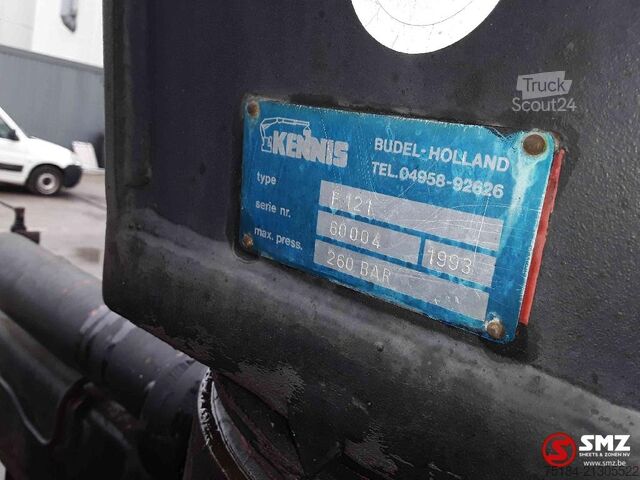 Truck
Scout24
KENNIS
BUDEL-HOLLAND
TEL.04958-92626
type
F 121
serie nr.
60004
1993
max. press.
260 BAR
SMZ
SMEETS & ZONEN NV
www.smz.be